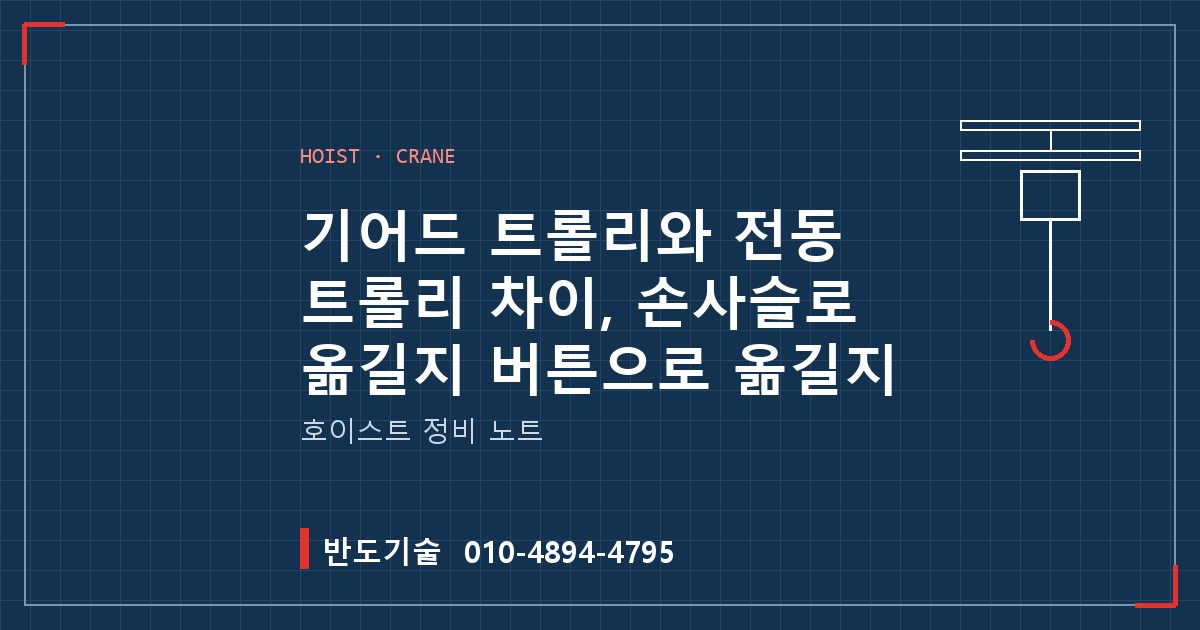 HOIST · CRANE
기어드 트롤리와 전동
트롤리 차이, 손사슬로
옮길지 버튼으로 옮길지
호이스트 정비 노트
반도기술 010-4894-4795